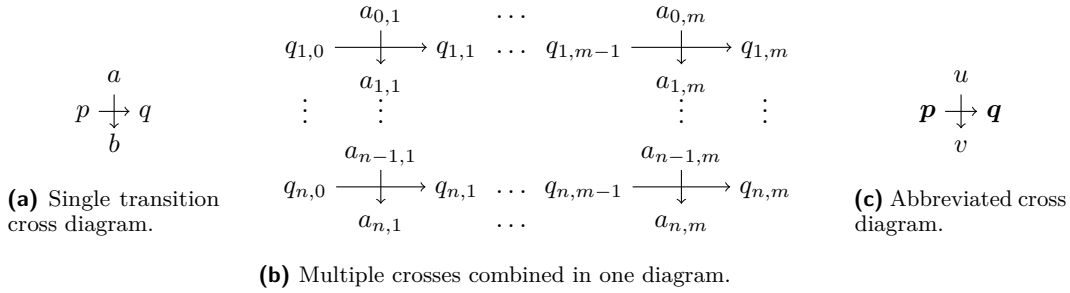 a_{0,1} … a_{0,m}
q_{1,0} → q_{1,1} … q_{1,m−1} → q_{1,m}
a a_{1,1} a_{1,m} u
p → q ⋮ ⋮ ⋮ ⋮ p → q
b a_{n−1,1} a_{n−1,m} v
q_{n,0} → q_{n,1} … q_{n,m−1} → q_{n,m}
a_{n,1} … a_{n,m}
(a) Single transition
cross diagram.
(c) Abbreviated cross
diagram.
(b) Multiple crosses combined in one diagram.